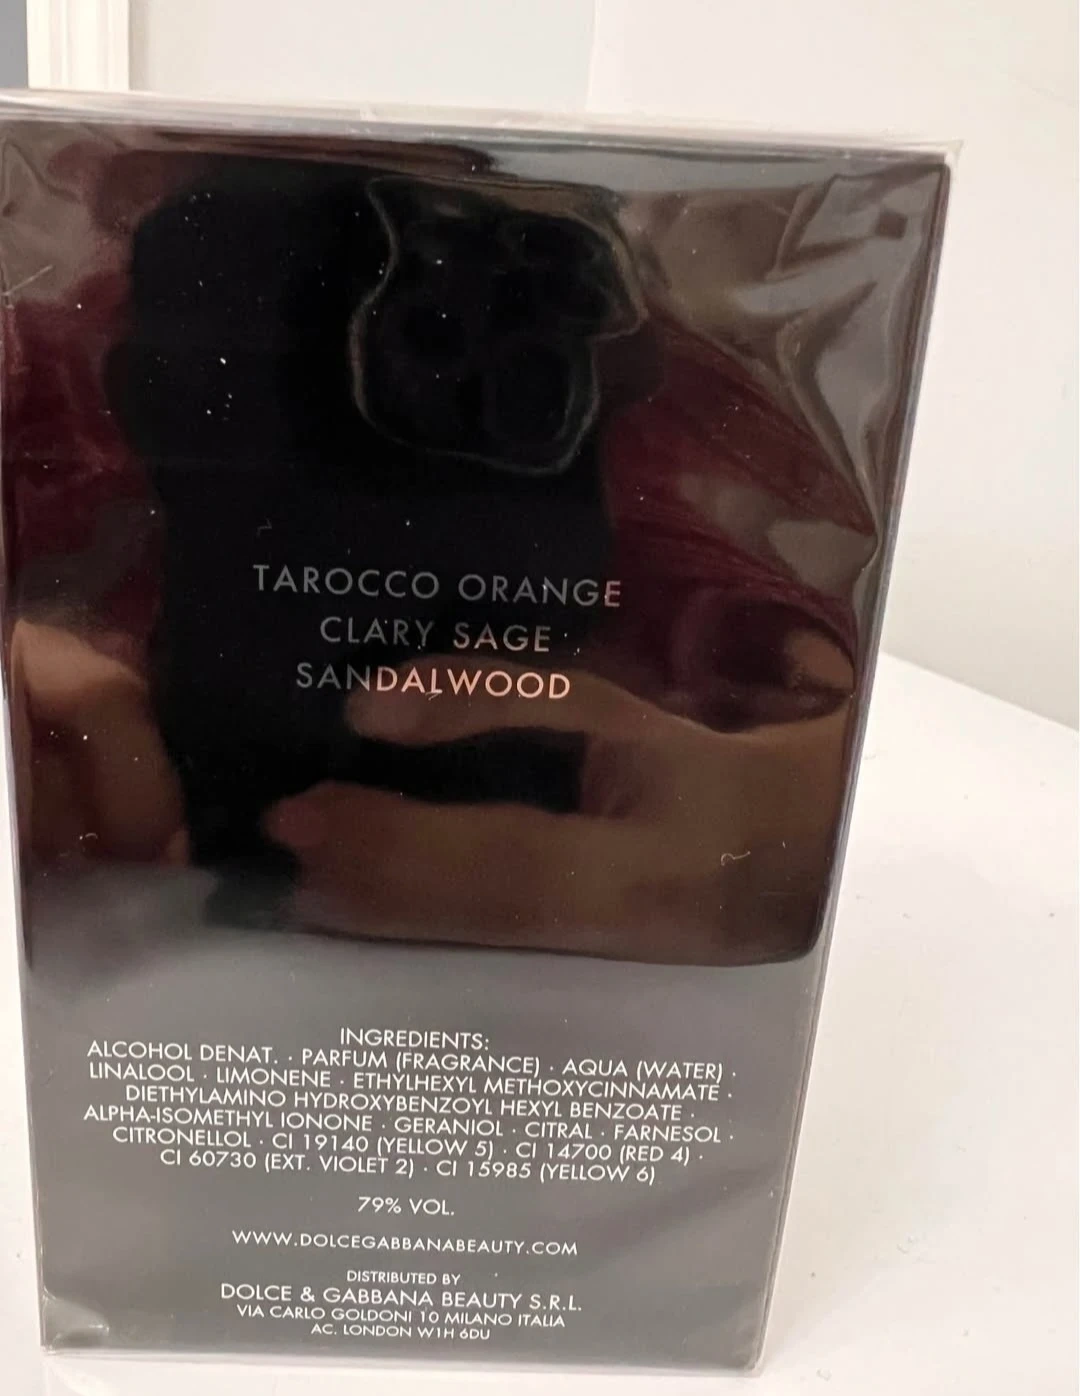 TAROCCO ORANGE
CLARY SAGE
SANDALWOOD
INGREDIENTS:
ALCOHOL DENAT. · PARFUM (FRAGRANCE) · AQUA (WATER) ·
LINALOOL · LIMONENE · ETHYLHEXYL METHOXYCINNAMATE ·
DIETHYLAMINO HYDROXYBENZOYL HEXYL BENZOATE ·
ALPHA-ISOMETHYL IONONE · GERANIOL · CITRAL · FARNESOL ·
CITRONELLOL · CI 19140 (YELLOW 5) · CI 14700 (RED 4) ·
CI 60730 (EXT. VIOLET 2) · CI 15985 (YELLOW 6)
79% VOL.
WWW.DOLCEGABBANABEAUTY.COM
DISTRIBUTED BY
DOLCE & GABBANA BEAUTY S.R.L.
VIA CARLO GOLDONI 10 MILANO ITALIA
AC. LONDON W1H 6DU